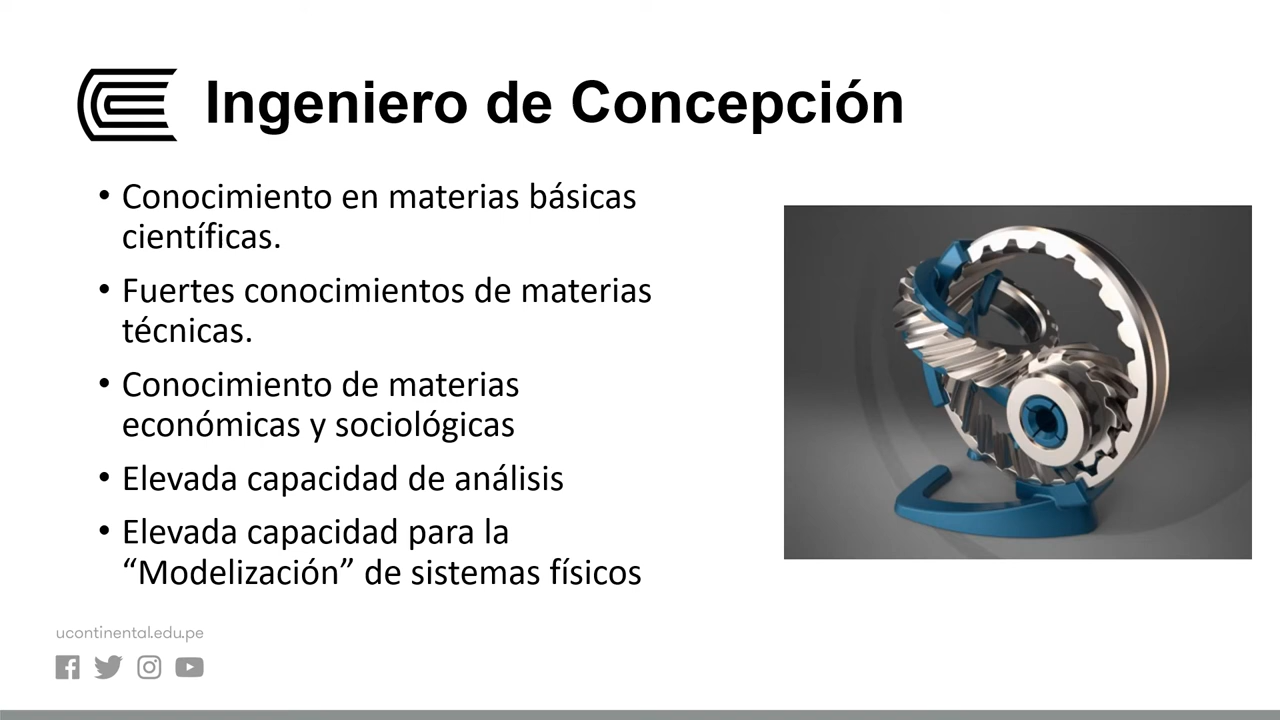 Ingeniero de Concepción
• Conocimiento en materias básicas
científicas.
• Fuertes conocimientos de materias
técnicas.
• Conocimiento de materias
económicas y sociológicas
• Elevada capacidad de análisis
• Elevada capacidad para la
“Modelización” de sistemas físicos
ucontinental.edu.pe